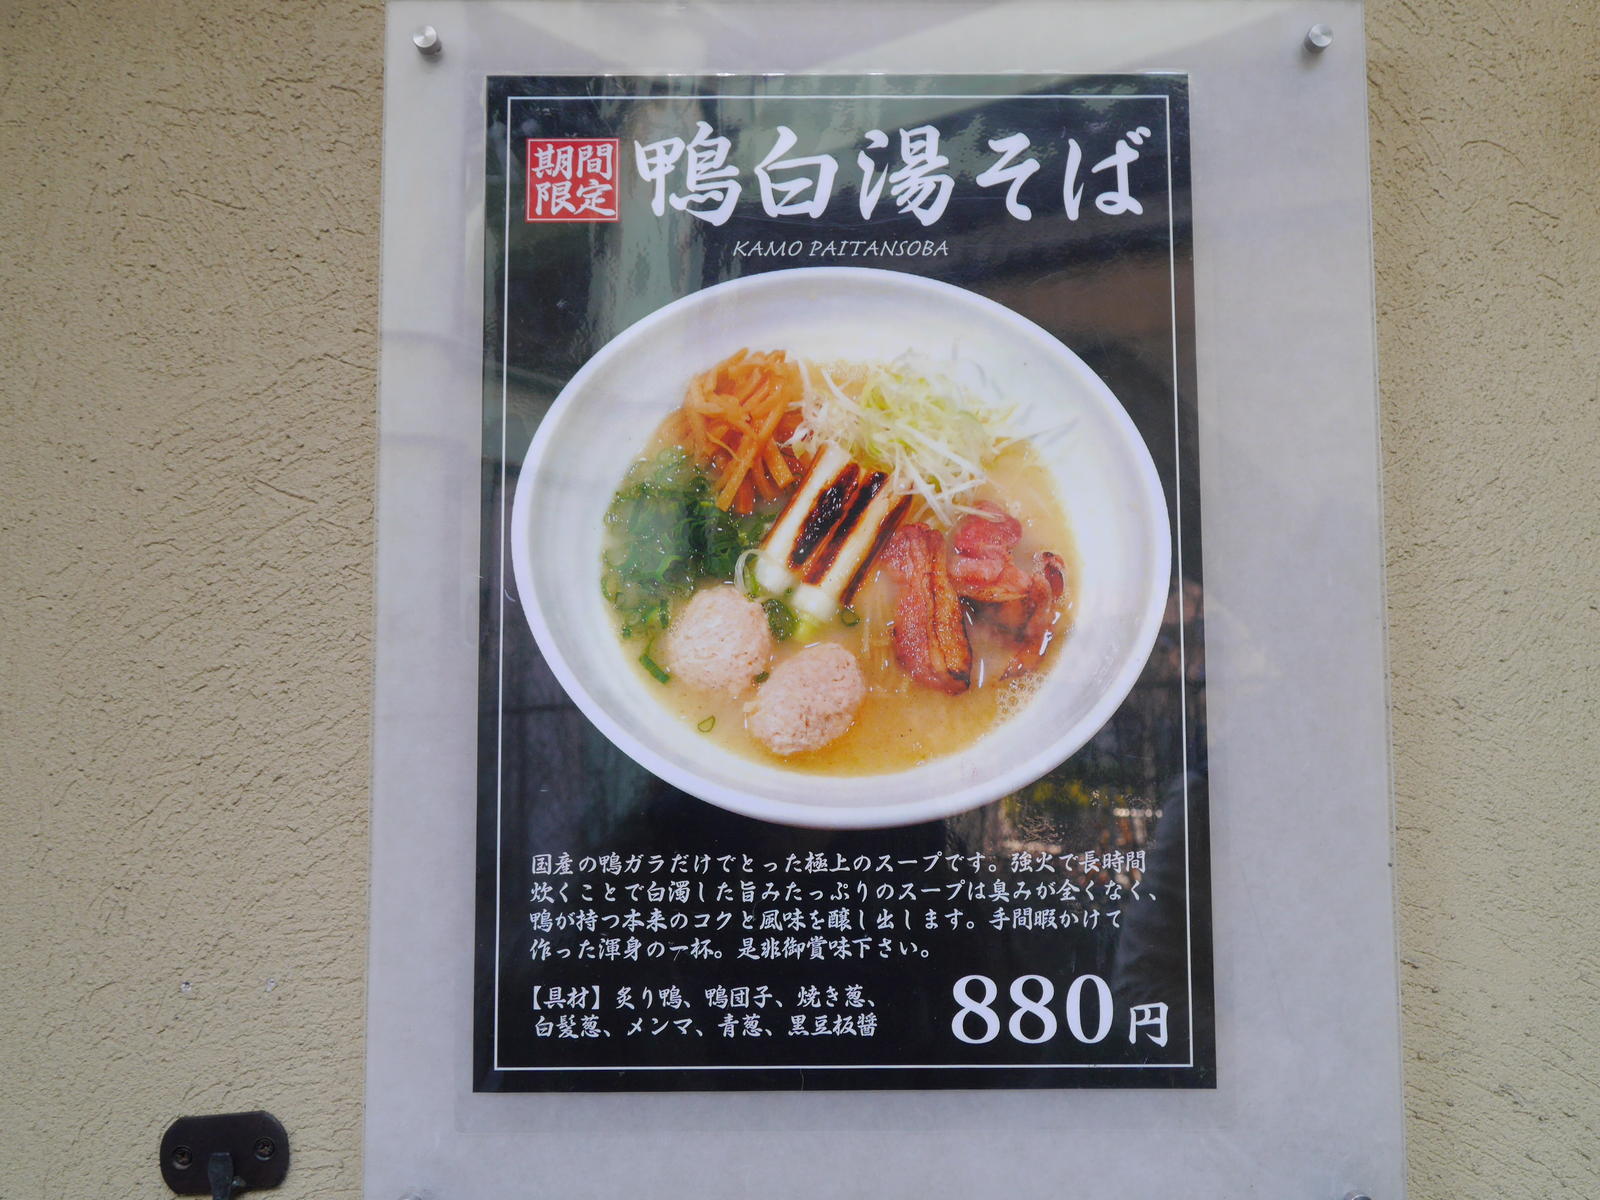 期間
限定
鴨白湯そば
KAMO PAITANSOBA
国産の鴨ガラだけでとった極上のスープです。強火で長時間
炊くことで白濁した旨みたっぷりのスープは臭みが全くなく、
鴨が持つ本来のコクと風味を醸し出します。手間暇かけて
作った渾身の一杯。是非御賞味下さい。
【具材】炙り鴨、鴨団子、焼き葱、
白髪葱、メンマ、青葱、黒豆板醤
880円